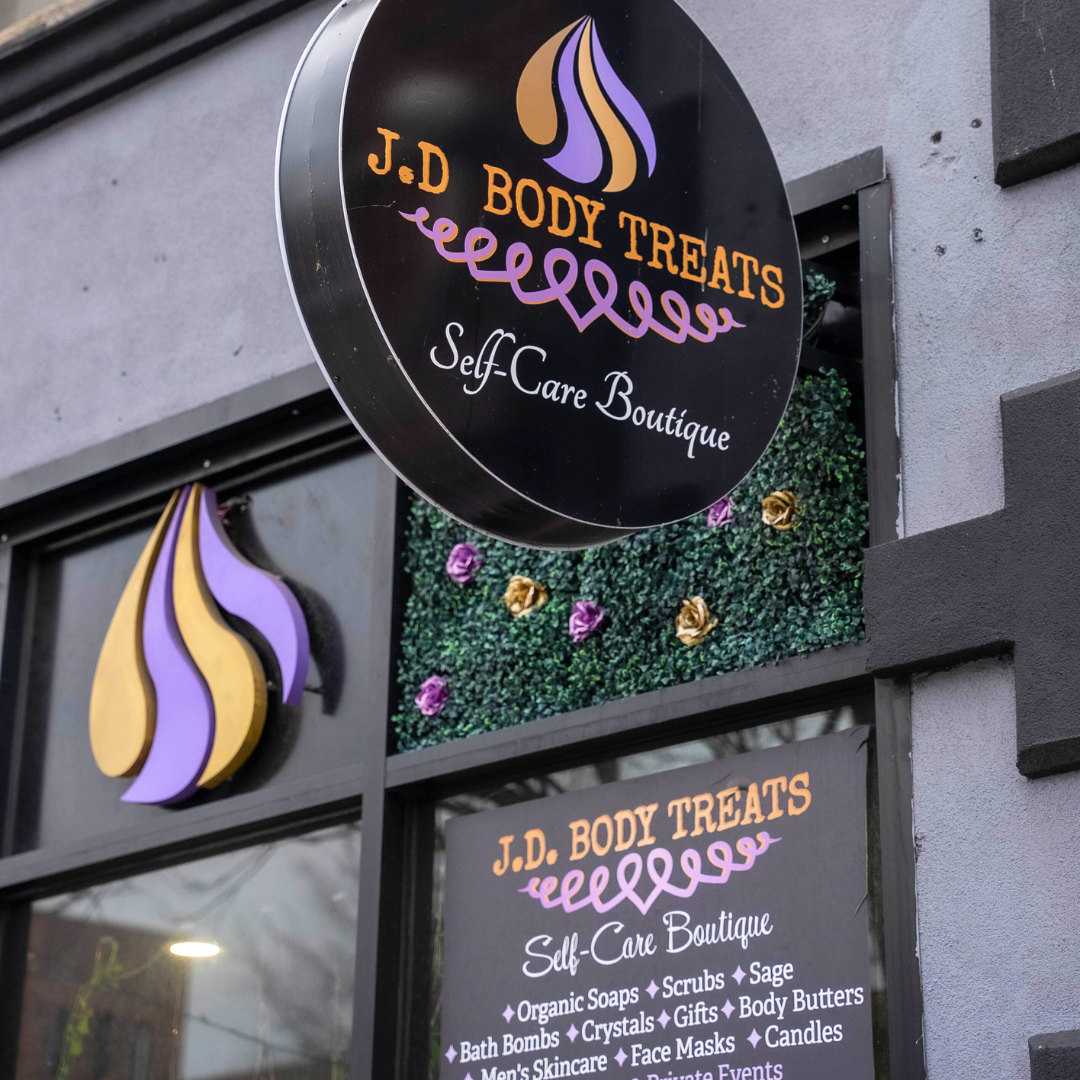 J.D BODY TREATS
Self-Care Boutique
J.D. BODY TREATS
Self-Care Boutique
✦Organic Soaps ✦Scrubs ✦Sage
✦Bath Bombs ✦Crystals ✦Gifts ✦Body Butters
✦Men's Skincare ✦Face Masks ✦Candles
Private Events